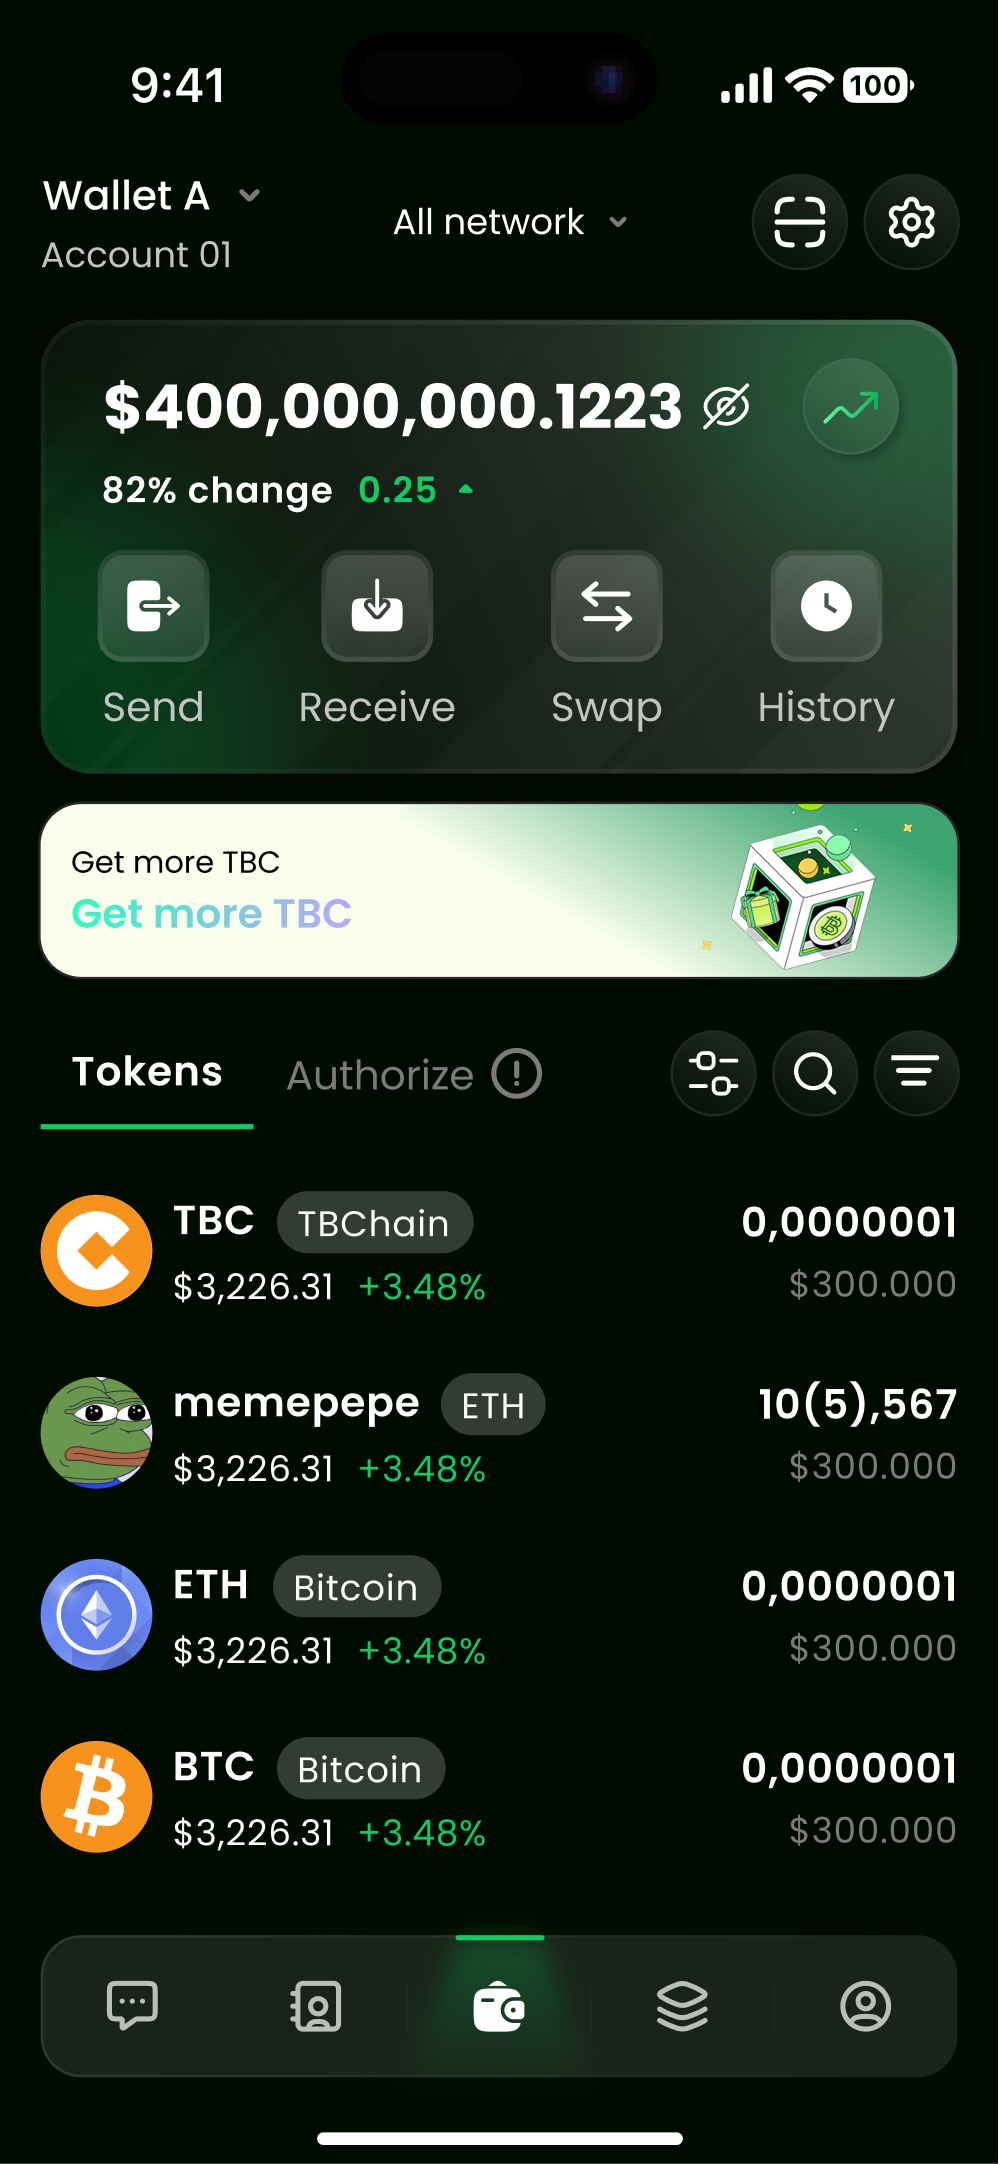 9:41
100
Wallet A
Account 01
All network
$400,000,000.1223
82% change 0.25
Send
Receive
Swap
History
Get more TBC
Get more TBC
Tokens
Authorize
TBC
TBChain
0,0000001
$3,226.31 +3.48%
$300.000
memepepe
ETH
10(5),567
$3,226.31 +3.48%
$300.000
ETH
Bitcoin
0,0000001
$3,226.31 +3.48%
$300.000
BTC
Bitcoin
0,0000001
$3,226.31 +3.48%
$300.000